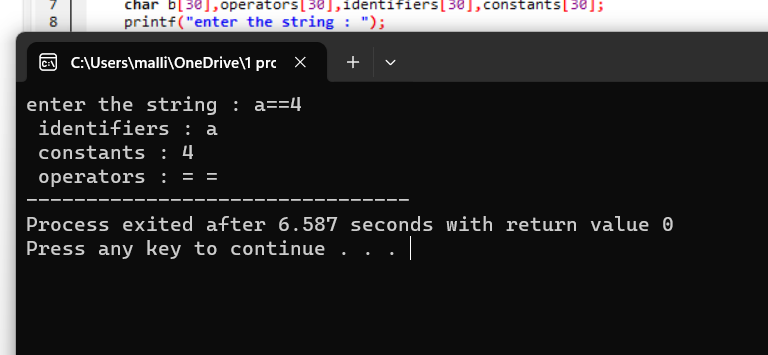 7 char b[30],operators[30],identifiers[30],constants[30];
8 printf("enter the string : ");
C:\Users\malli\OneDrive\1 prc
enter the string : a==4
identifiers : a
constants : 4
operators : = =
--------------------------------
Process exited after 6.587 seconds with return value 0
Press any key to continue . . .